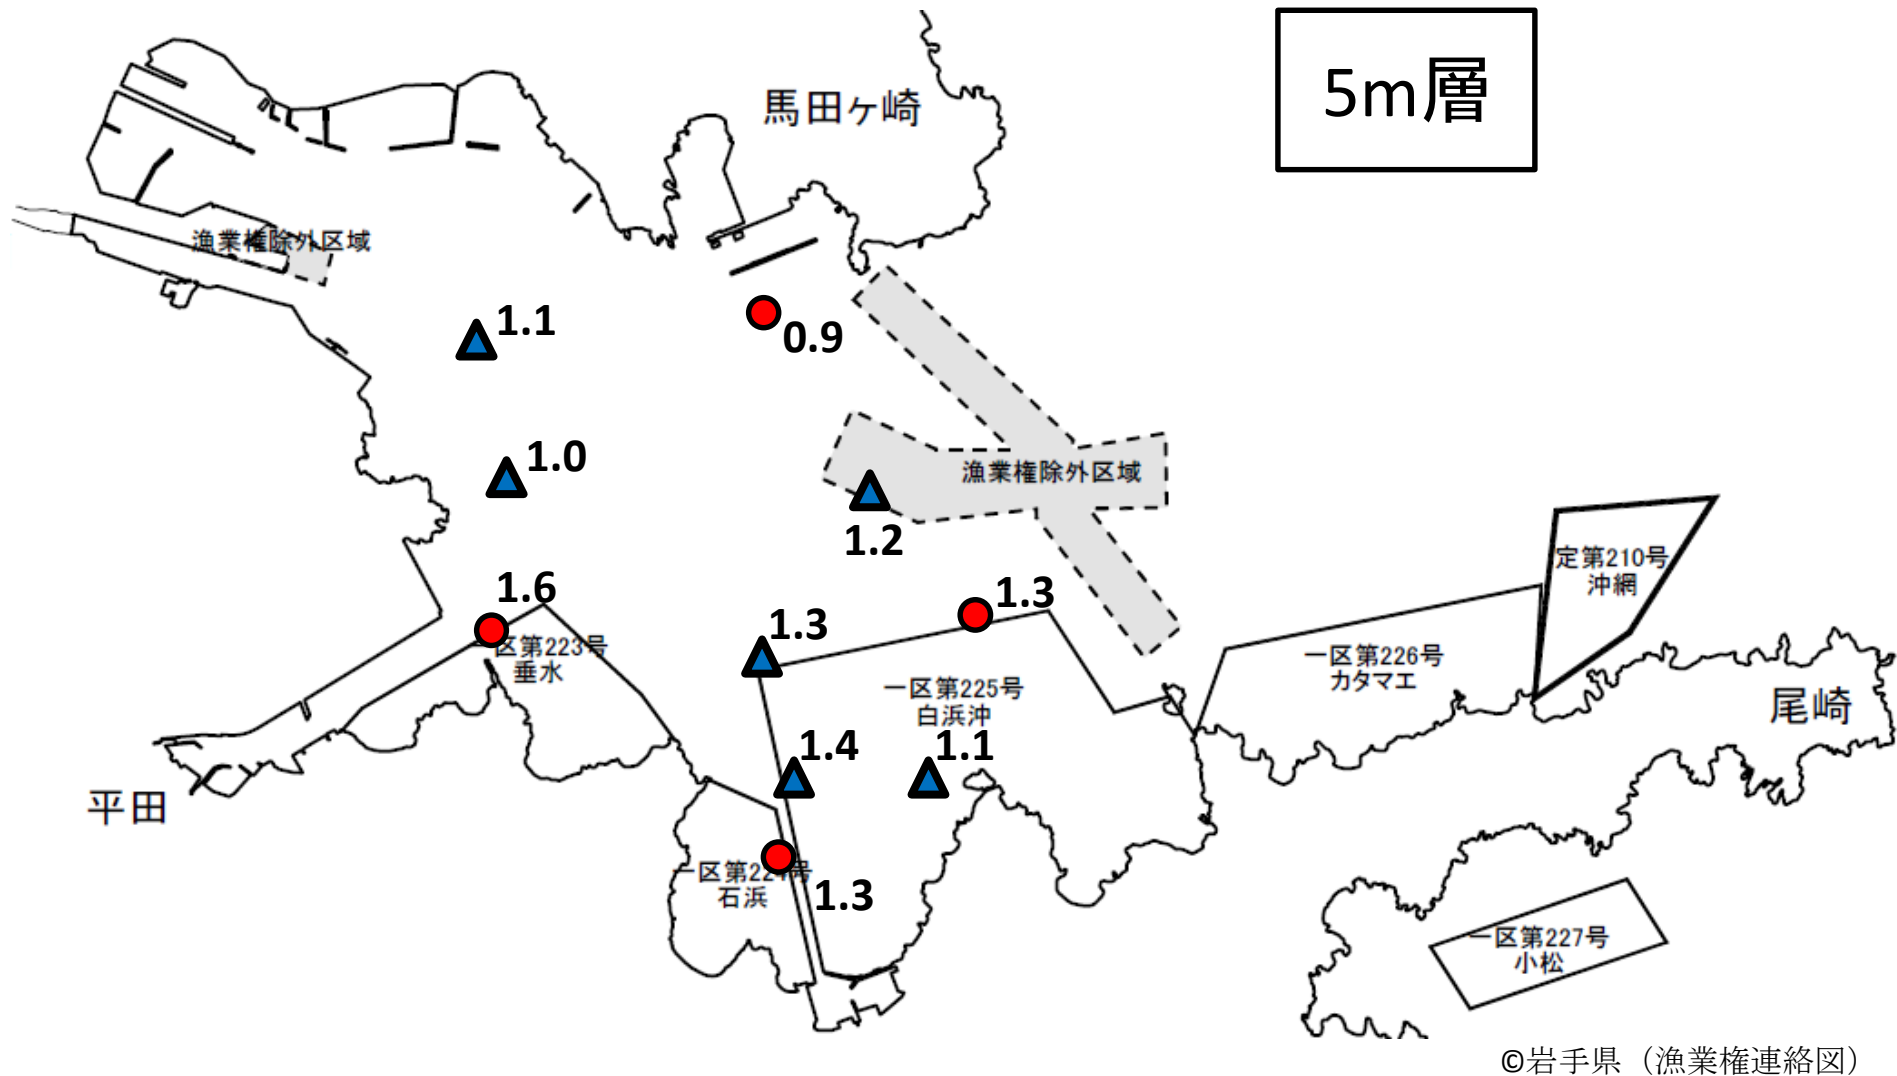 5m層
馬田ヶ崎
漁業権除外区域
1.1
0.9
1.0
漁業権除外区域
1.2
定第210号
沖網
1.6
1.3
1.3
一区第223号
垂水
一区第226号
カタマエ
一区第225号
白浜沖
尾崎
1.4
1.1
平田
一区第224号
石浜
1.3
一区第227号
小松
©岩手県（漁業権連絡図）